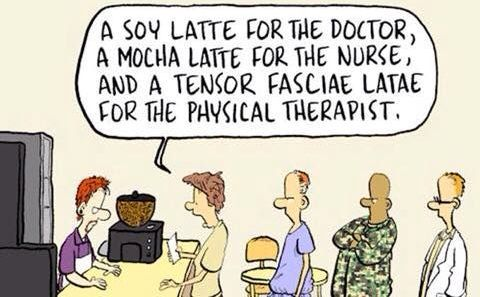 A SOY LATTE FOR THE DOCTOR,
A MOCHA LATTE FOR THE NURSE,
AND A TENSOR FASCIAE LATAE
FOR THE PHYSICAL THERAPIST.